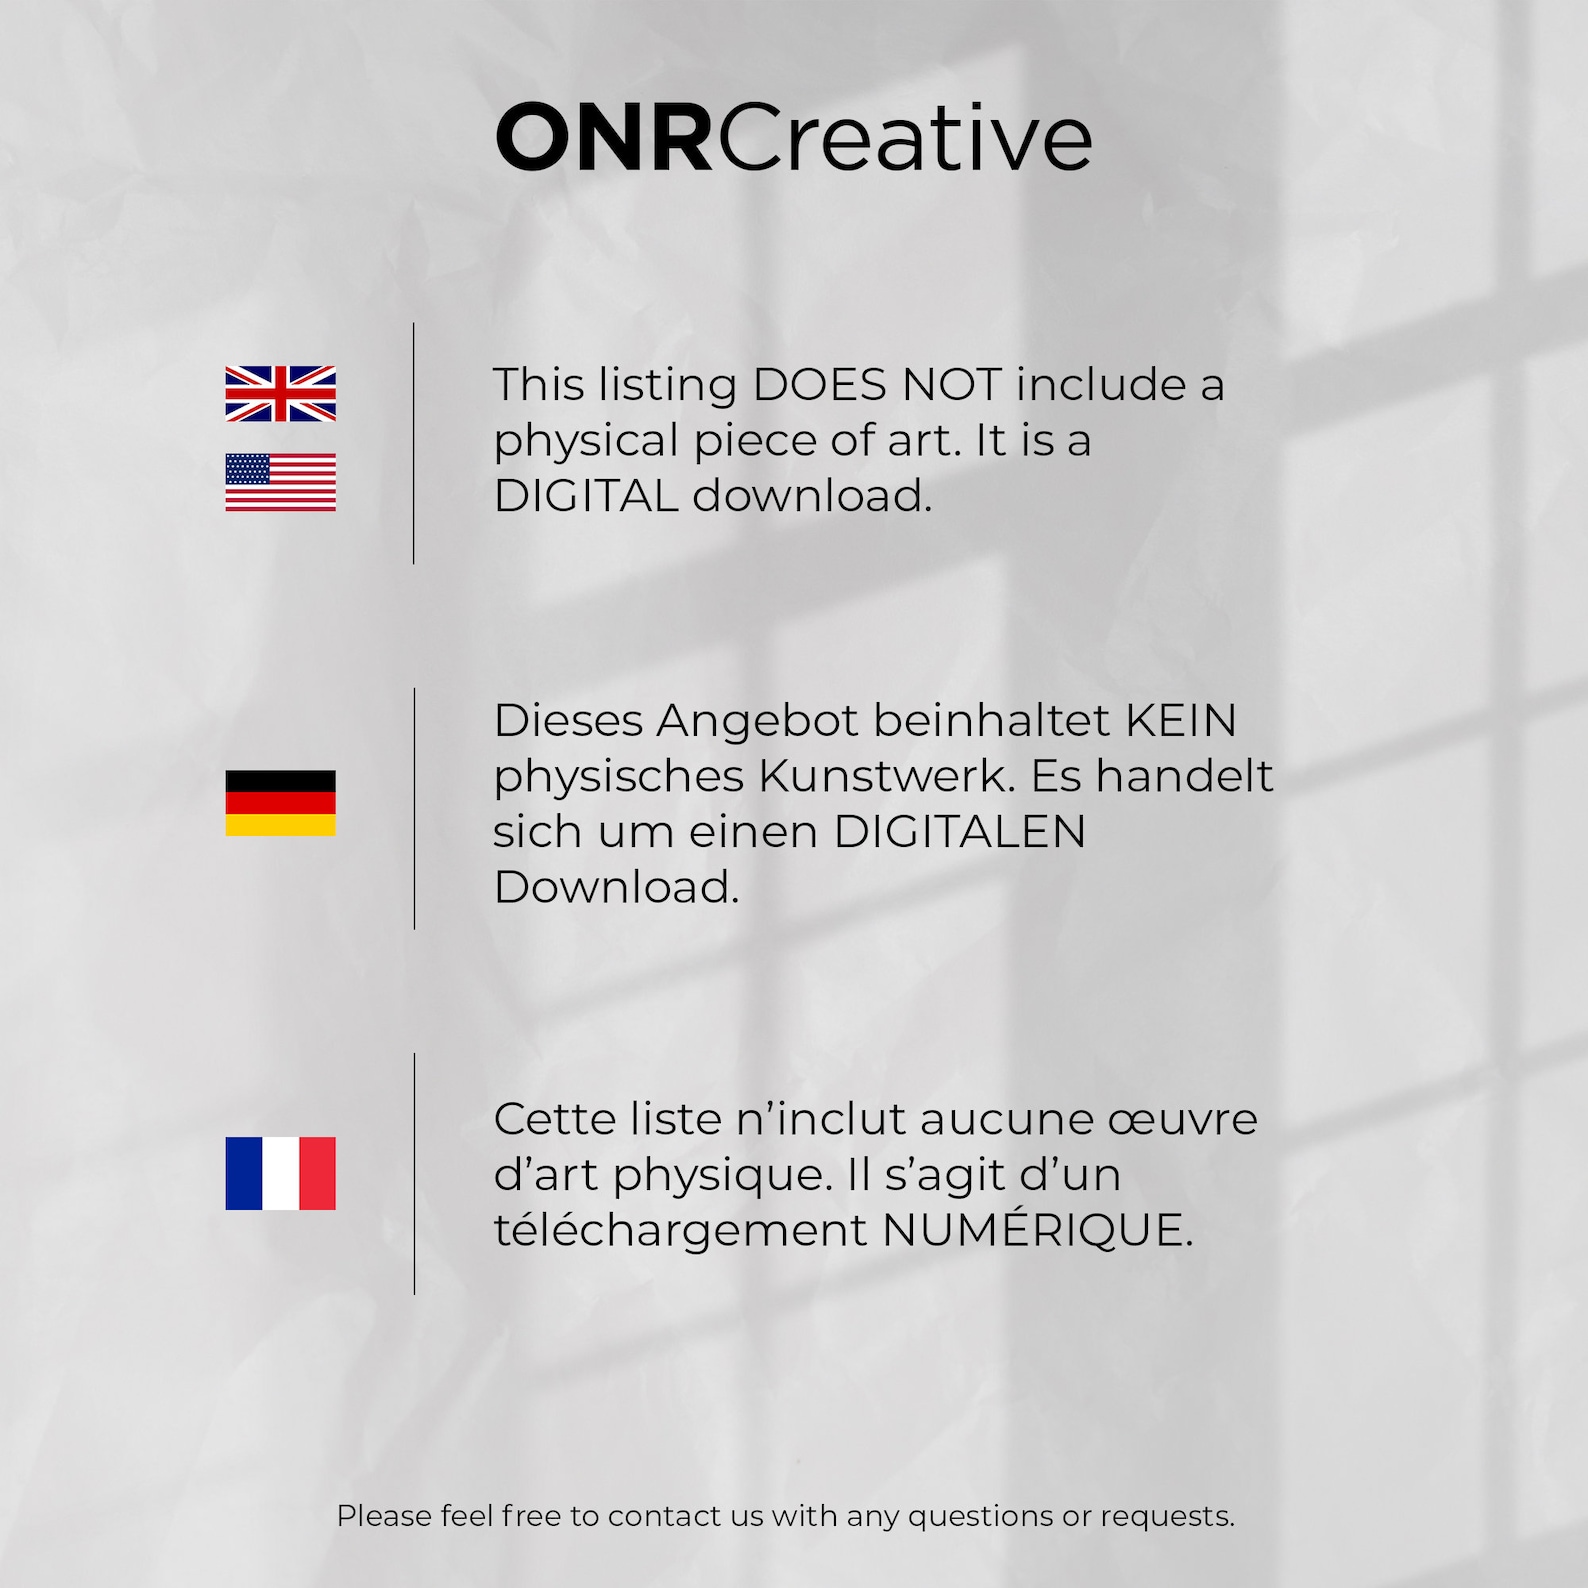 ONRCreative
This listing DOES NOT include a
physical piece of art. It is a
DIGITAL download.
Dieses Angebot beinhaltet KEIN
physisches Kunstwerk. Es handelt
sich um einen DIGITALEN
Download.
Cette liste n’inclut aucune œuvre
d’art physique. Il s’agit d’un
téléchargement NUMÉRIQUE.
Please feel free to contact us with any questions or requests.